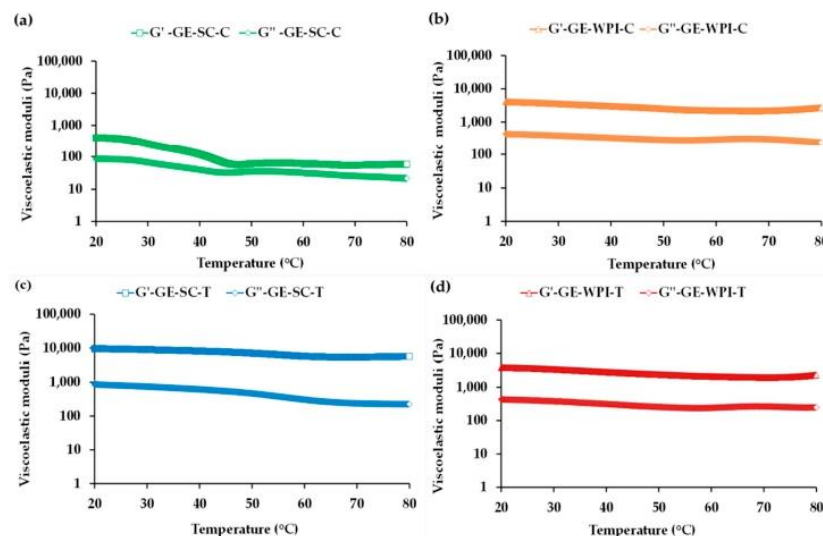 (a)
G' -GE-SC-C G'' -GE-SC-C
Viscoelastic moduli (Pa)
100,000
10,000
1,000
100
10
1
20 30 40 50 60 70 80
Temperature (°C)
(b)
G'-GE-WPI-C G''-GE-WPI-C
Viscoelastic moduli (Pa)
100,000
10,000
1,000
100
10
1
20 30 40 50 60 70 80
Temperature (°C)
(c)
G'-GE-SC-T G''-GE-SC-T
Viscoelastic moduli (Pa)
100,000
10,000
1,000
100
10
1
20 30 40 50 60 70 80
Temperature (°C)
(d)
G'-GE-WPI-T G''-GE-WPI-T
Viscoelastic moduli (Pa)
100,000
10,000
1,000
100
10
1
20 30 40 50 60 70 80
Temperature (°C)